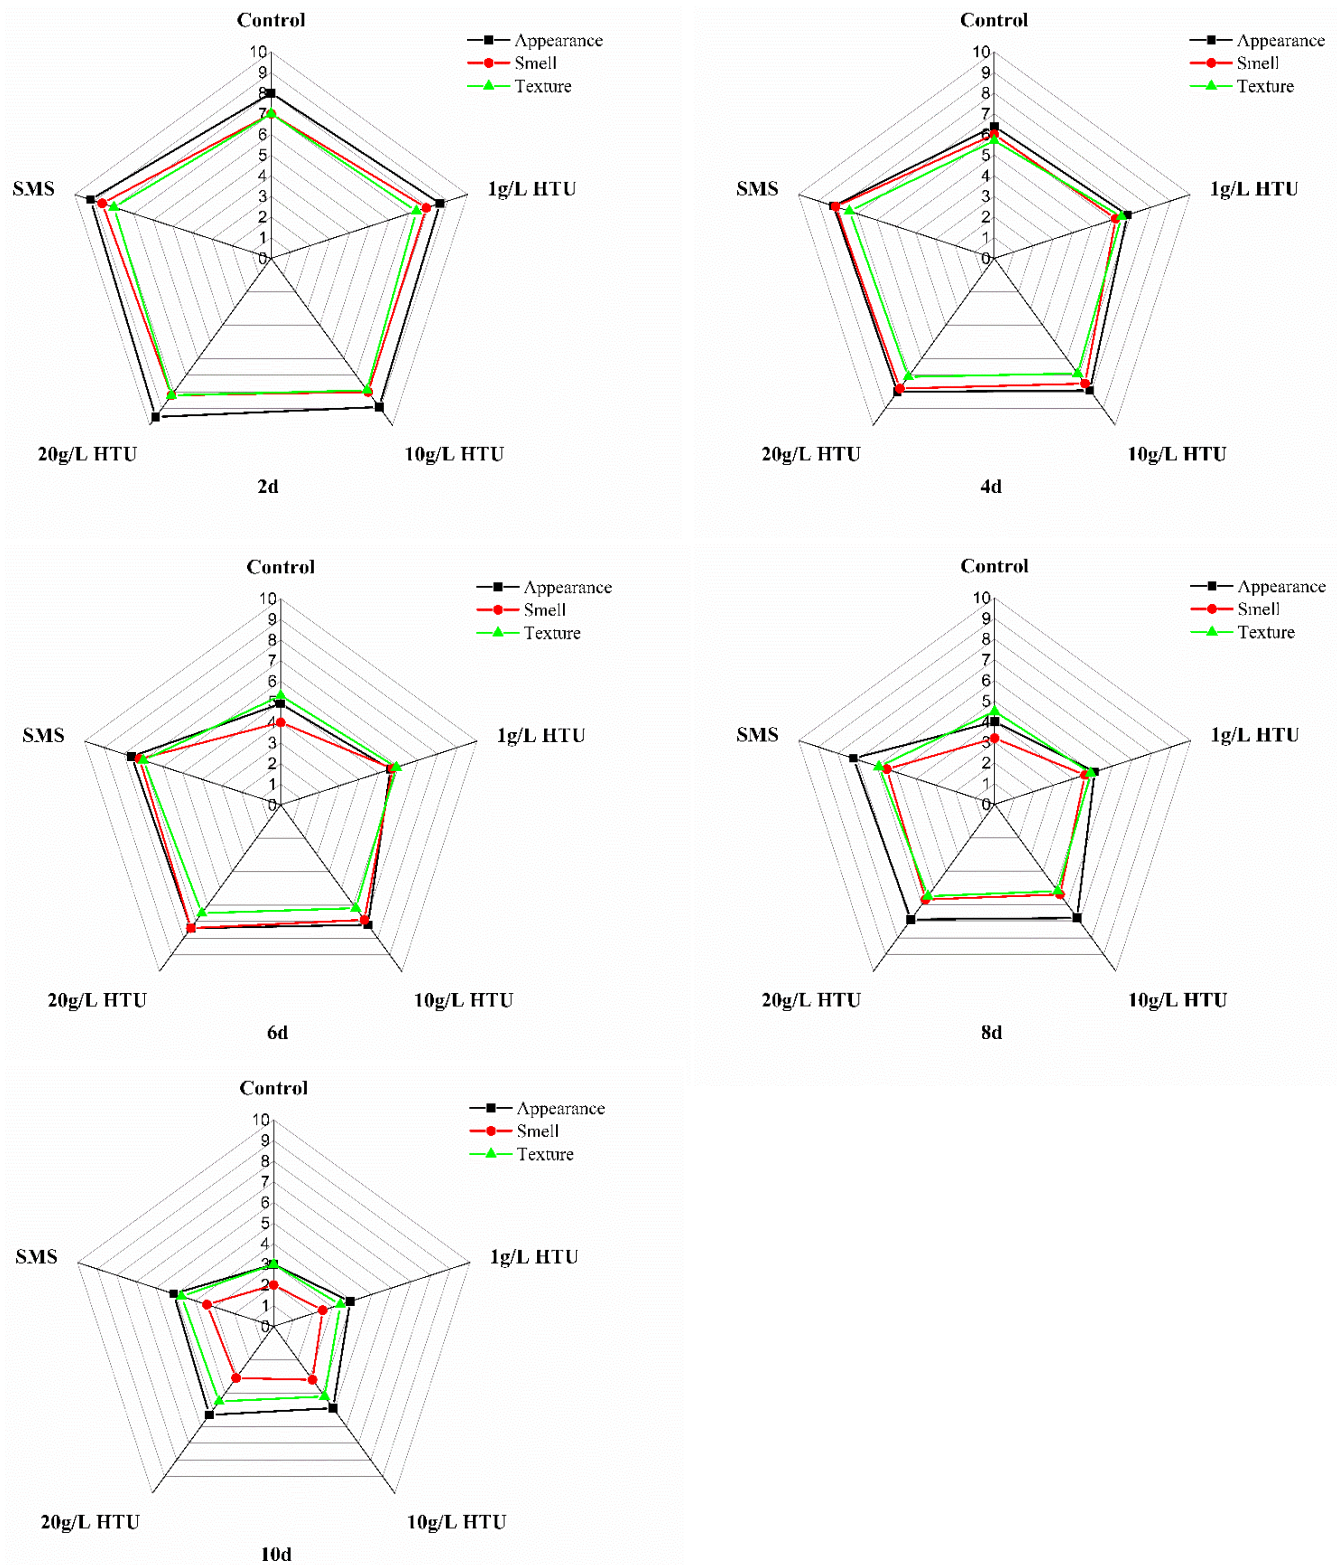 Control
Appearance
Smell
Texture
10
9
8
7
6
5
4
3
2
1
0
SMS
1g/L HTU
20g/L HTU
10g/L HTU
2d
Control
Appearance
Smell
Texture
10
9
8
7
6
5
4
3
2
1
0
SMS
1g/L HTU
20g/L HTU
10g/L HTU
4d
Control
Appearance
Smell
Texture
10
9
8
7
6
5
4
3
2
1
0
SMS
1g/L HTU
20g/L HTU
10g/L HTU
6d
Control
Appearance
Smell
Texture
10
9
8
7
6
5
4
3
2
1
0
SMS
1g/L HTU
20g/L HTU
10g/L HTU
8d
Control
Appearance
Smell
Texture
10
9
8
7
6
5
4
3
2
1
0
SMS
1g/L HTU
20g/L HTU
10g/L HTU
10d